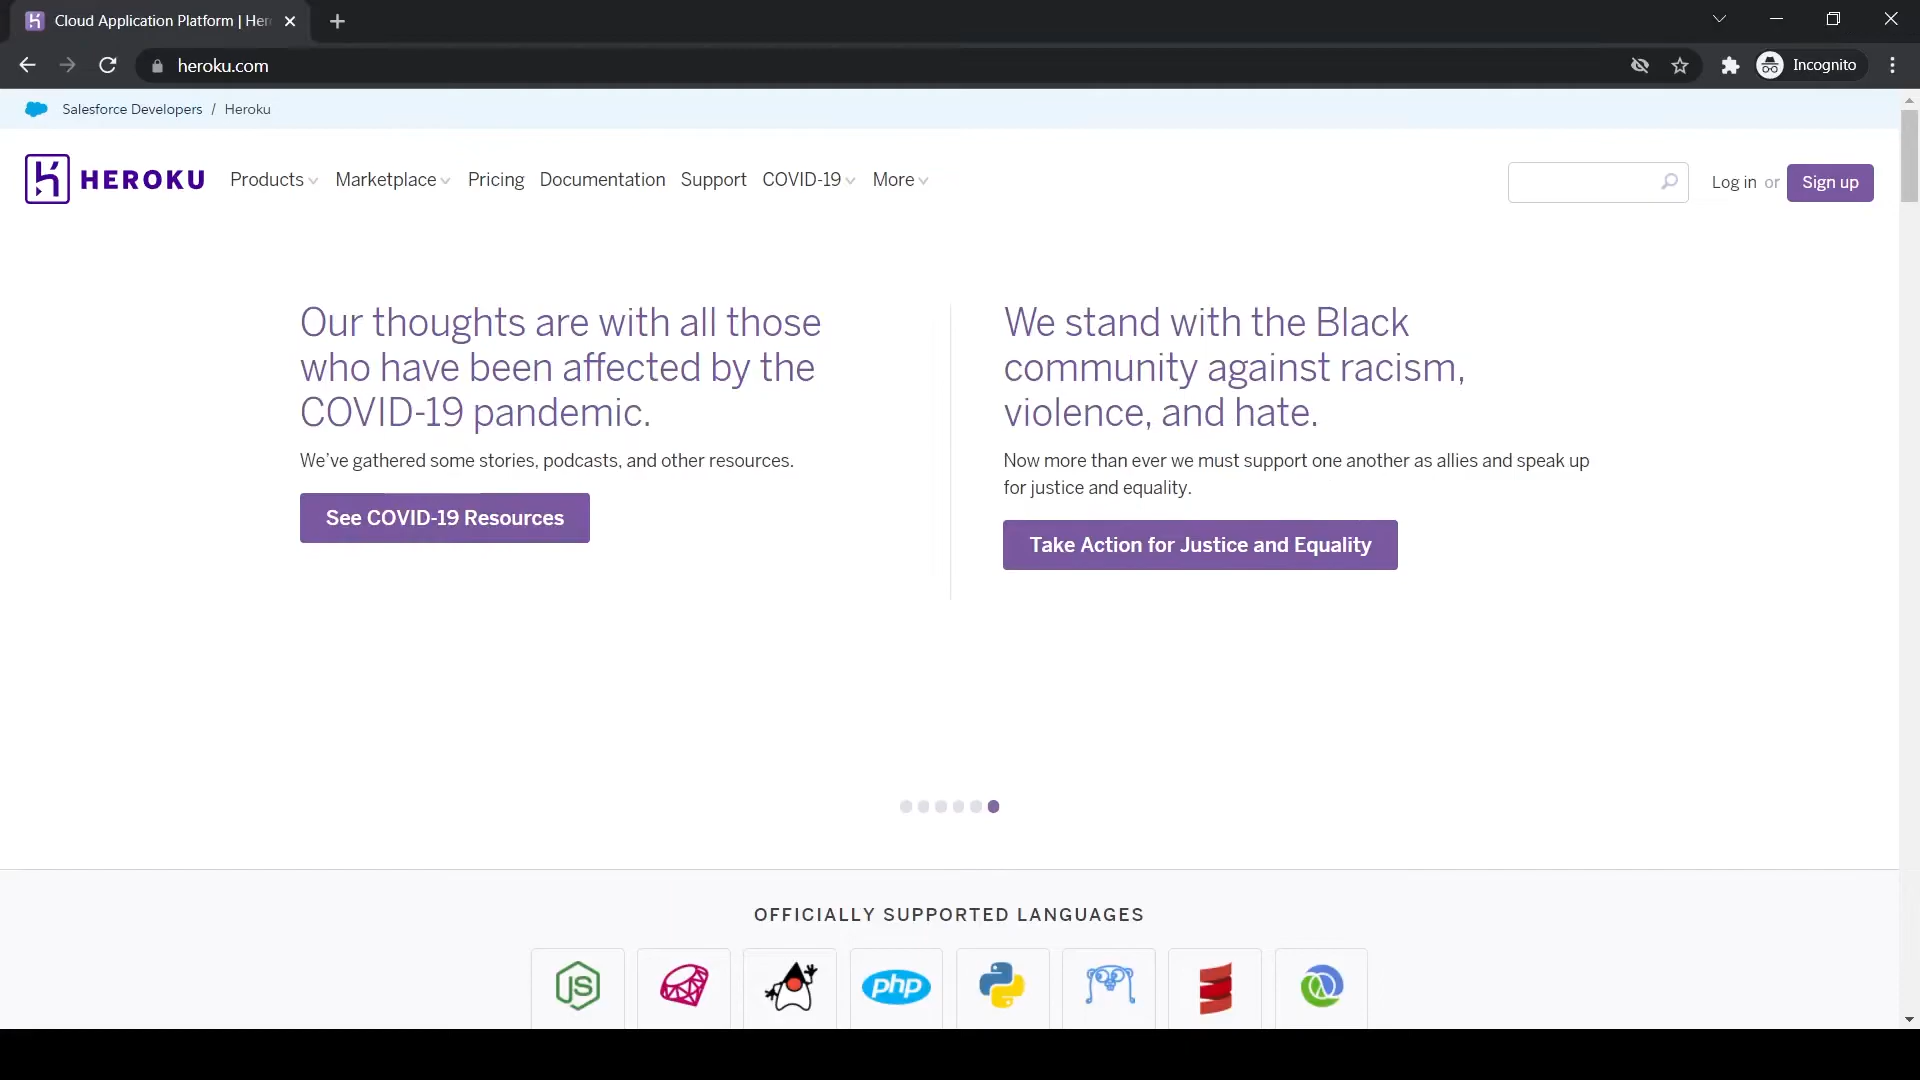 Cloud Application Platform | Her
heroku.com
Incognito
Salesforce Developers / Heroku
HEROKU
Products
Marketplace
Pricing
Documentation
Support
COVID-19
More
Log in or
Sign up
Our thoughts are with all those
who have been affected by the
COVID-19 pandemic.
We’ve gathered some stories, podcasts, and other resources.
See COVID-19 Resources
We stand with the Black
community against racism,
violence, and hate.
Now more than ever we must support one another as allies and speak up
for justice and equality.
Take Action for Justice and Equality
OFFICIALLY SUPPORTED LANGUAGES
JS
php